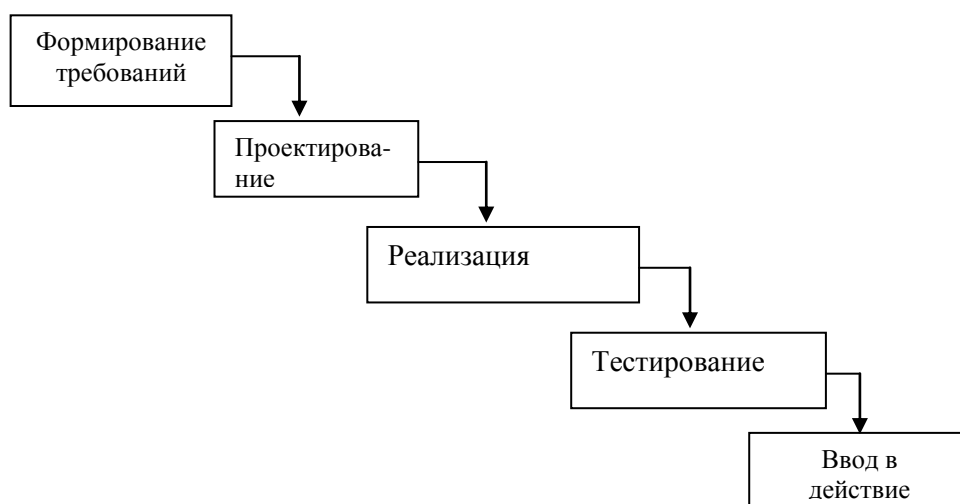 Формирование
требований
Проектирова-
ние
Реализация
Тестирование
Ввод в
действие